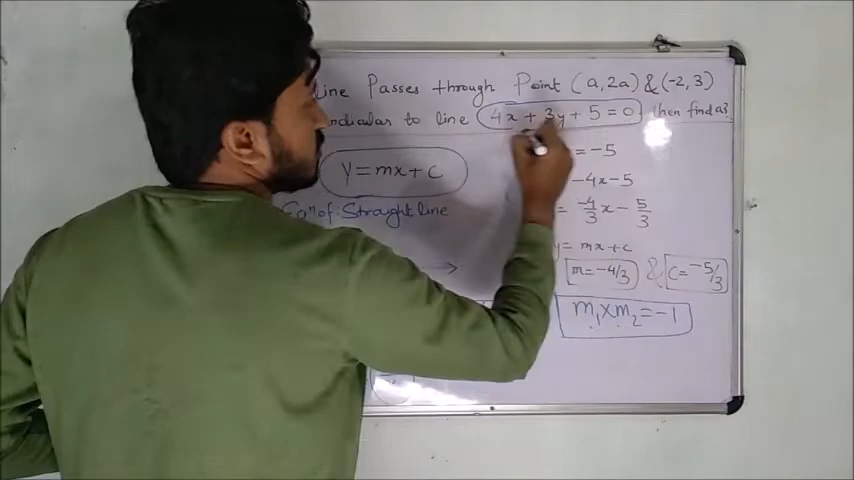 Line Passes through Point (a, 2a) & (-2, 3)
ndicular to line 4x + 3y + 5 = 0 then find a?
y = mx + c
= -5
-4x - 5
Eqn of Straight line
= -4/3 x - 5/3
y = mx + c
m = -4/3 & c = -5/3
m₁ x m₂ = -1